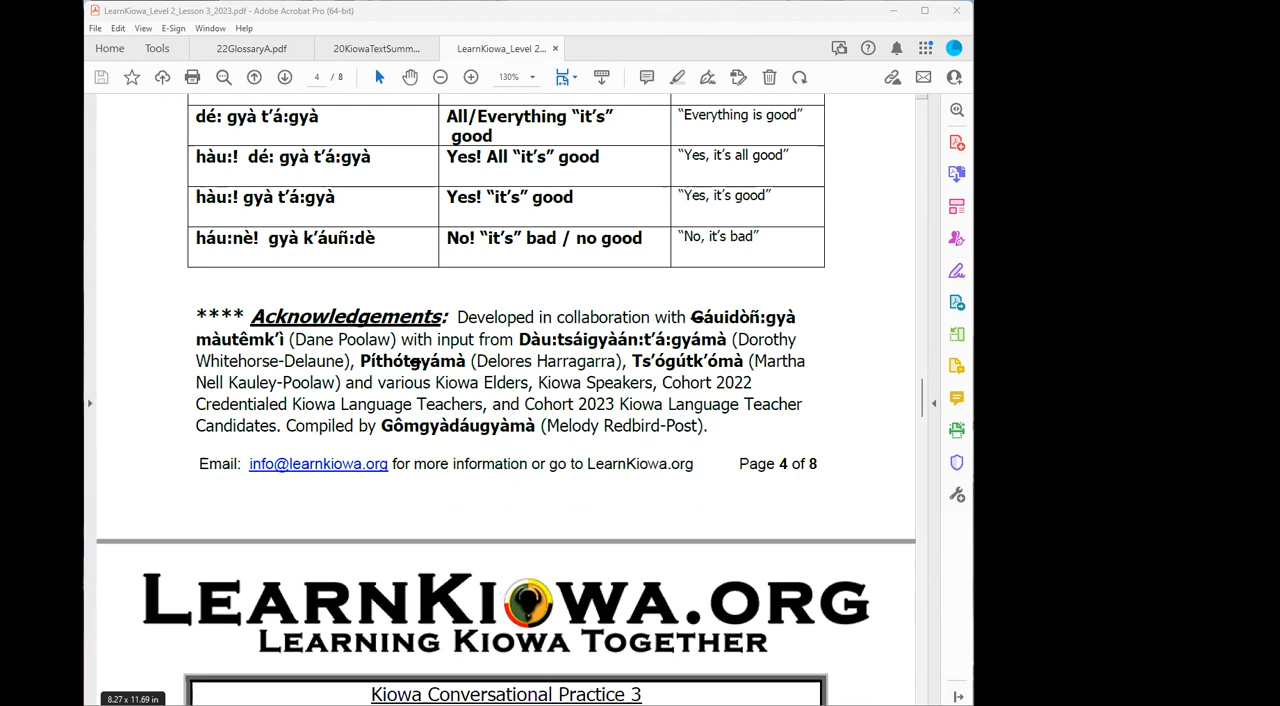 LearnKiowa_Level 2_Lesson 3_2023.pdf - Adobe Acrobat Pro (64-bit)
File Edit View E-Sign Window Help
Home Tools 22GlossaryA.pdf 20KiowaTextSumm... LearnKiowa_Level 2... ×
4 / 8 130%
dé: gyà t'á:gyà All/Everything “it's” “Everything is good”
good
hàu:! dé: gyà t'á:gyà Yes! All “it's” good “Yes, it's all good”
hàu:! gyà t'á:gyà Yes! “it's” good “Yes, it's good”
háu:nè! gyà k'áuñ:dè No! “it's” bad / no good “No, it's bad”
**** Acknowledgements: Developed in collaboration with G̶áuidòñ:gyà
màutêmk'ì (Dane Poolaw) with input from Dàu:tsáigyàán:t'á:gyámà (Dorothy
Whitehorse-Delaune), Píthótg̶yámà (Delores Harragarra), Ts'ógútk'ómà (Martha
Nell Kauley-Poolaw) and various Kiowa Elders, Kiowa Speakers, Cohort 2022
Credentialed Kiowa Language Teachers, and Cohort 2023 Kiowa Language Teacher
Candidates. Compiled by Gômgyàdáugyàmà (Melody Redbird-Post).
Email: info@learnkiowa.org for more information or go to LearnKiowa.org Page 4 of 8
LEARNKIOWA.ORG
LEARNING KIOWA TOGETHER
Kiowa Conversational Practice 3
8.27 x 11.69 in